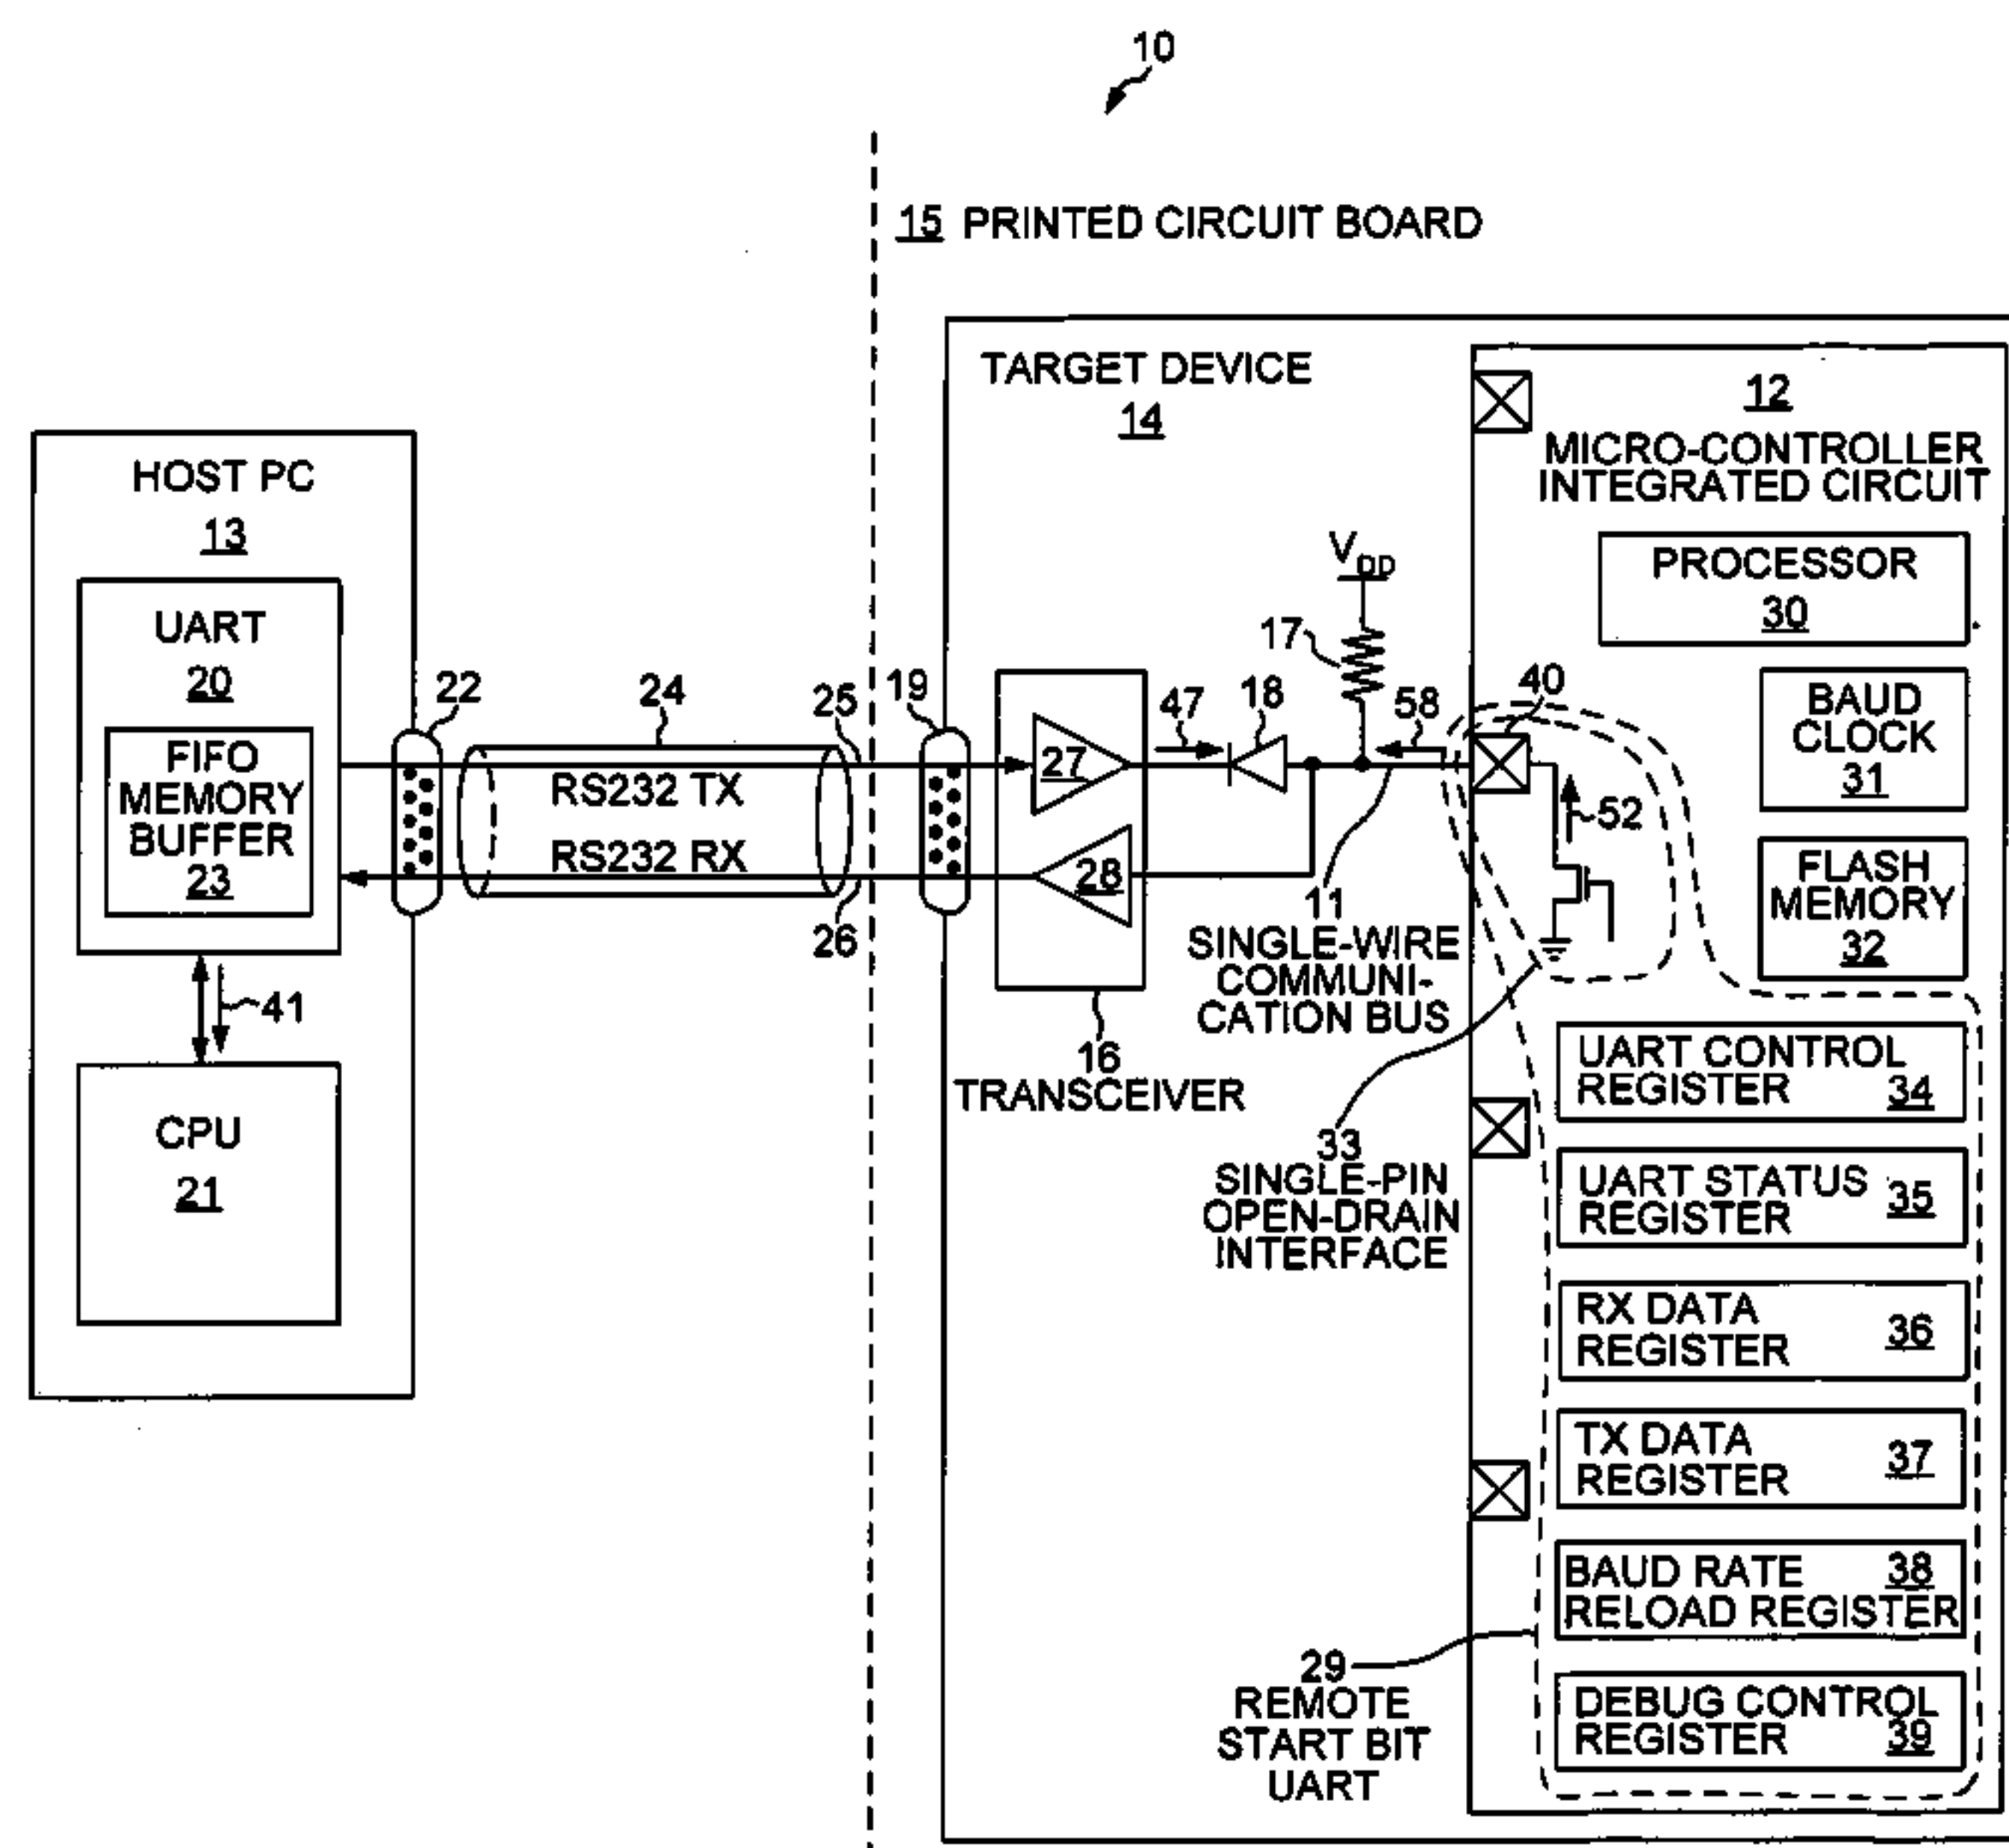 10
15 PRINTED CIRCUIT BOARD
TARGET DEVICE
14
12
MICRO-CONTROLLER
INTEGRATED CIRCUIT
HOST PC
13
UART
20
FIFO
MEMORY
BUFFER
23
41
CPU
21
22
24
25
RS232 TX
RS232 RX
26
19
27
28
16
TRANSCEIVER
47
18
17
VDD
58
11
SINGLE-WIRE
COMMUNI-
CATION BUS
40
52
33
SINGLE-PIN
OPEN-DRAIN
INTERFACE
29
REMOTE
START BIT
UART
PROCESSOR
30
BAUD
CLOCK
31
FLASH
MEMORY
32
UART CONTROL
REGISTER 34
UART STATUS
REGISTER 35
RX DATA
REGISTER 36
TX DATA
REGISTER 37
BAUD RATE 38
RELOAD REGISTER
DEBUG CONTROL
REGISTER 39